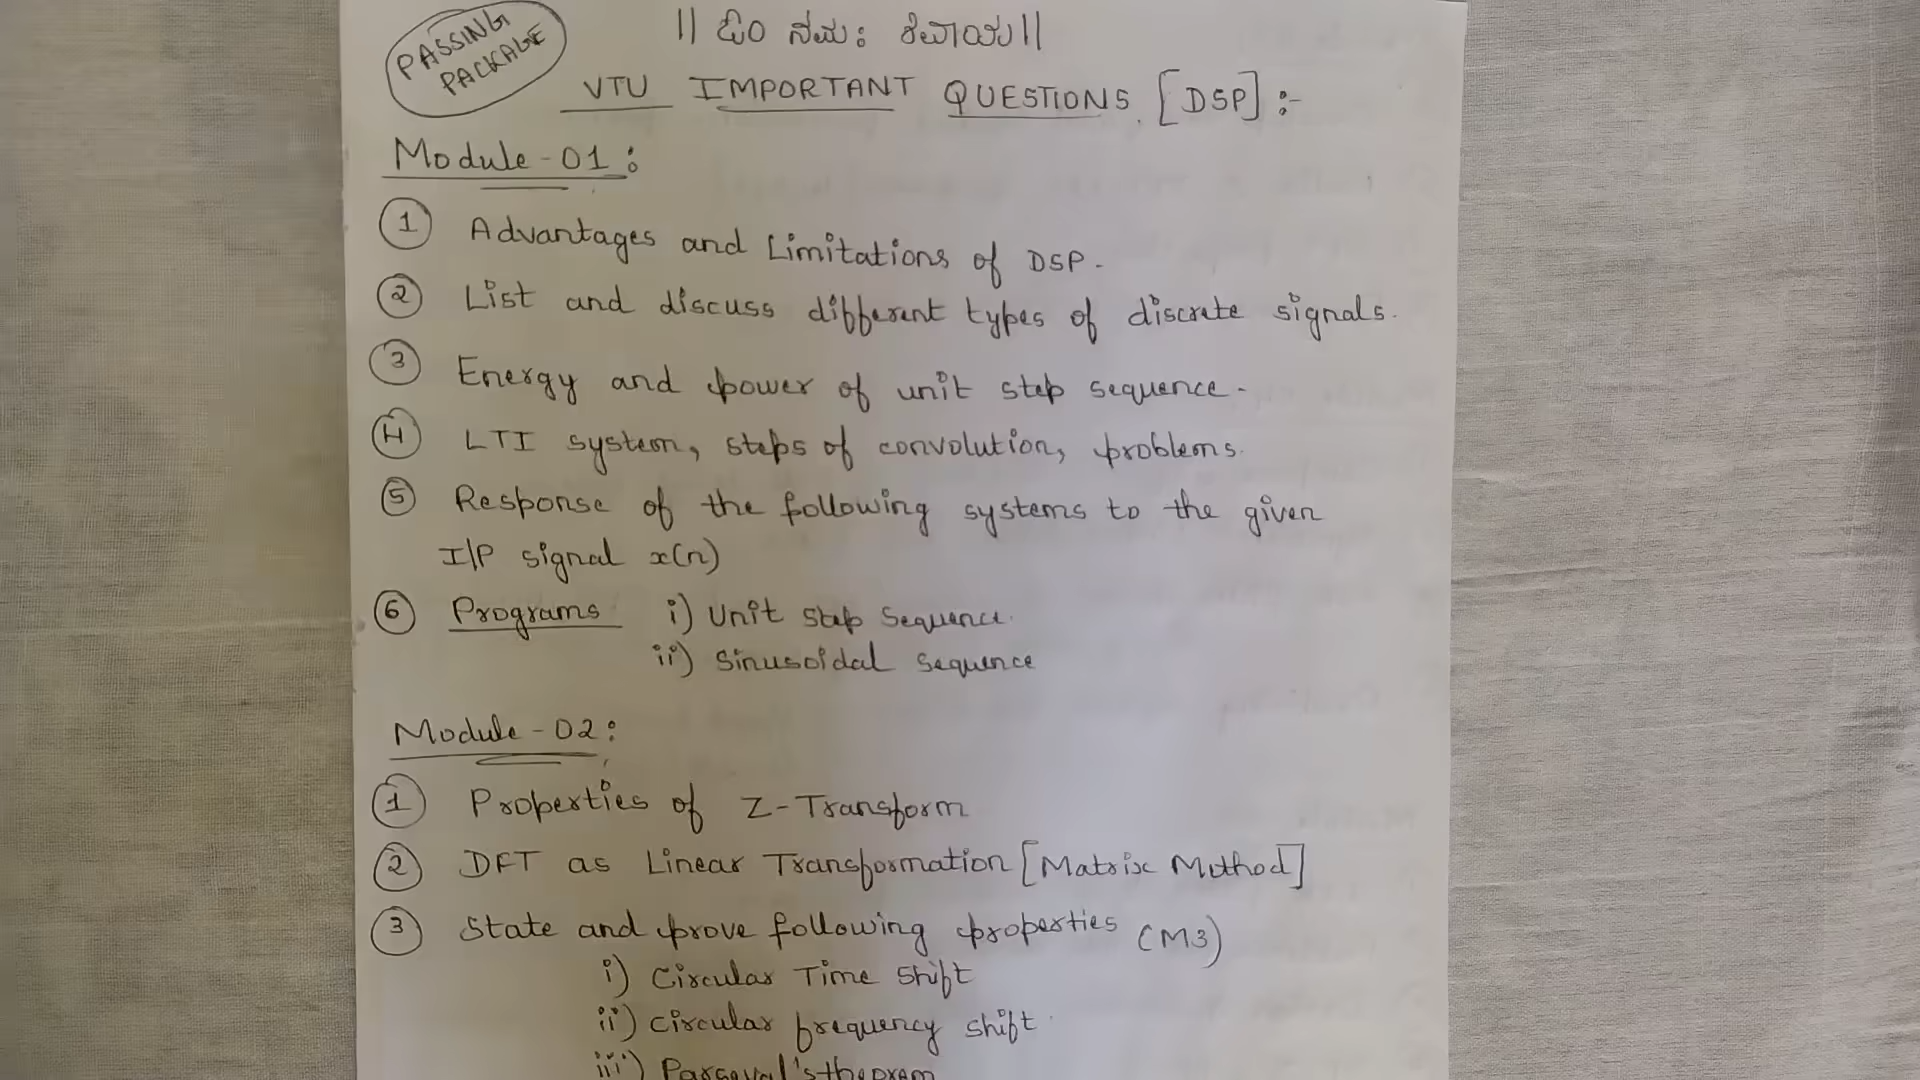 PASSING
PACKAGE
|| ಓಂ ನಮಃ ಶಿವಾಯ ||
VTU IMPORTANT QUESTIONS [DSP] :-
Module-01 :
1 Advantages and Limitations of DSP.
2 List and discuss different types of discrete signals.
3 Energy and power of unit step sequence.
4 LTI system, steps of convolution, problems.
5 Response of the following systems to the given
I/P signal x(n)
6 Programs i) Unit step sequence.
ii) Sinusoidal sequence
Module-02 :
1 Properties of Z-Transform
2 DFT as Linear Transformation [Matrix Method]
3 State and prove following properties (M3)
i) Circular Time Shift
ii) Circular frequency shift
iii) Parseval's theorem